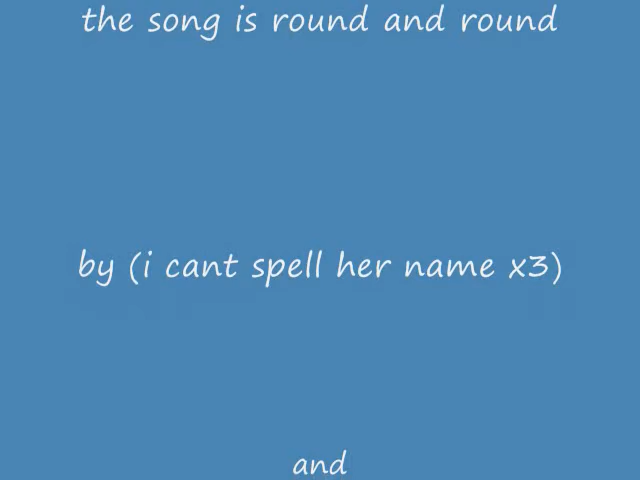 the song is round and round
by (i cant spell her name x3)
and